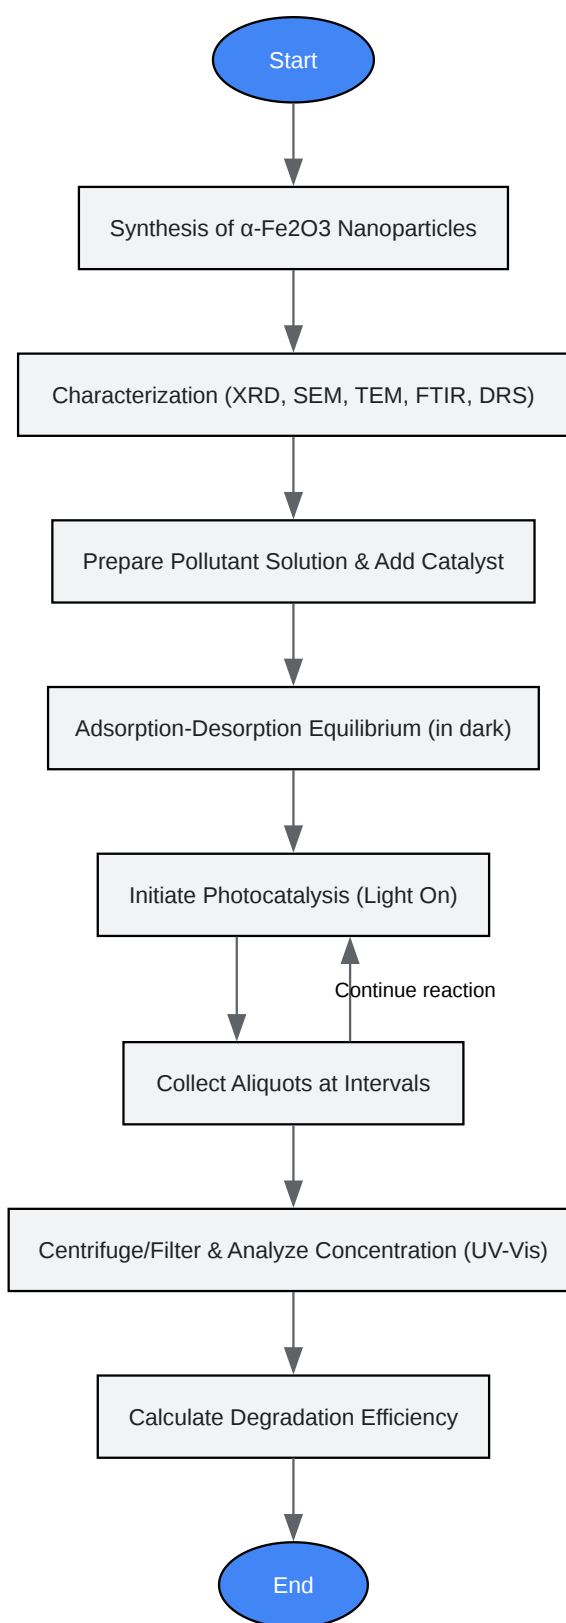 Start
Synthesis of α-Fe2O3 Nanoparticles
Characterization (XRD, SEM, TEM, FTIR, DRS)
Prepare Pollutant Solution & Add Catalyst
Adsorption-Desorption Equilibrium (in dark)
Initiate Photocatalysis (Light On)
Continue reaction
Collect Aliquots at Intervals
Centrifuge/Filter & Analyze Concentration (UV-Vis)
Calculate Degradation Efficiency
End